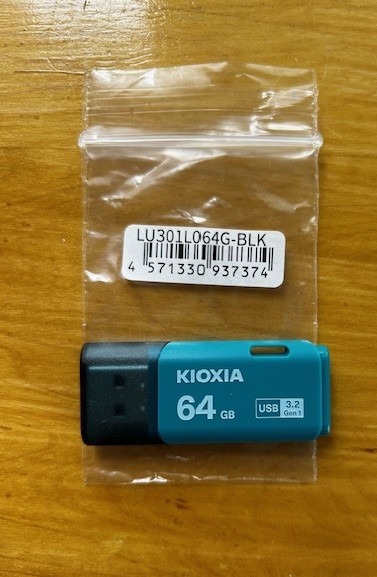 LU301L064G-BLK
4 571330 937374
KIOXIA
64 GB
USB 3.2 Gen 1